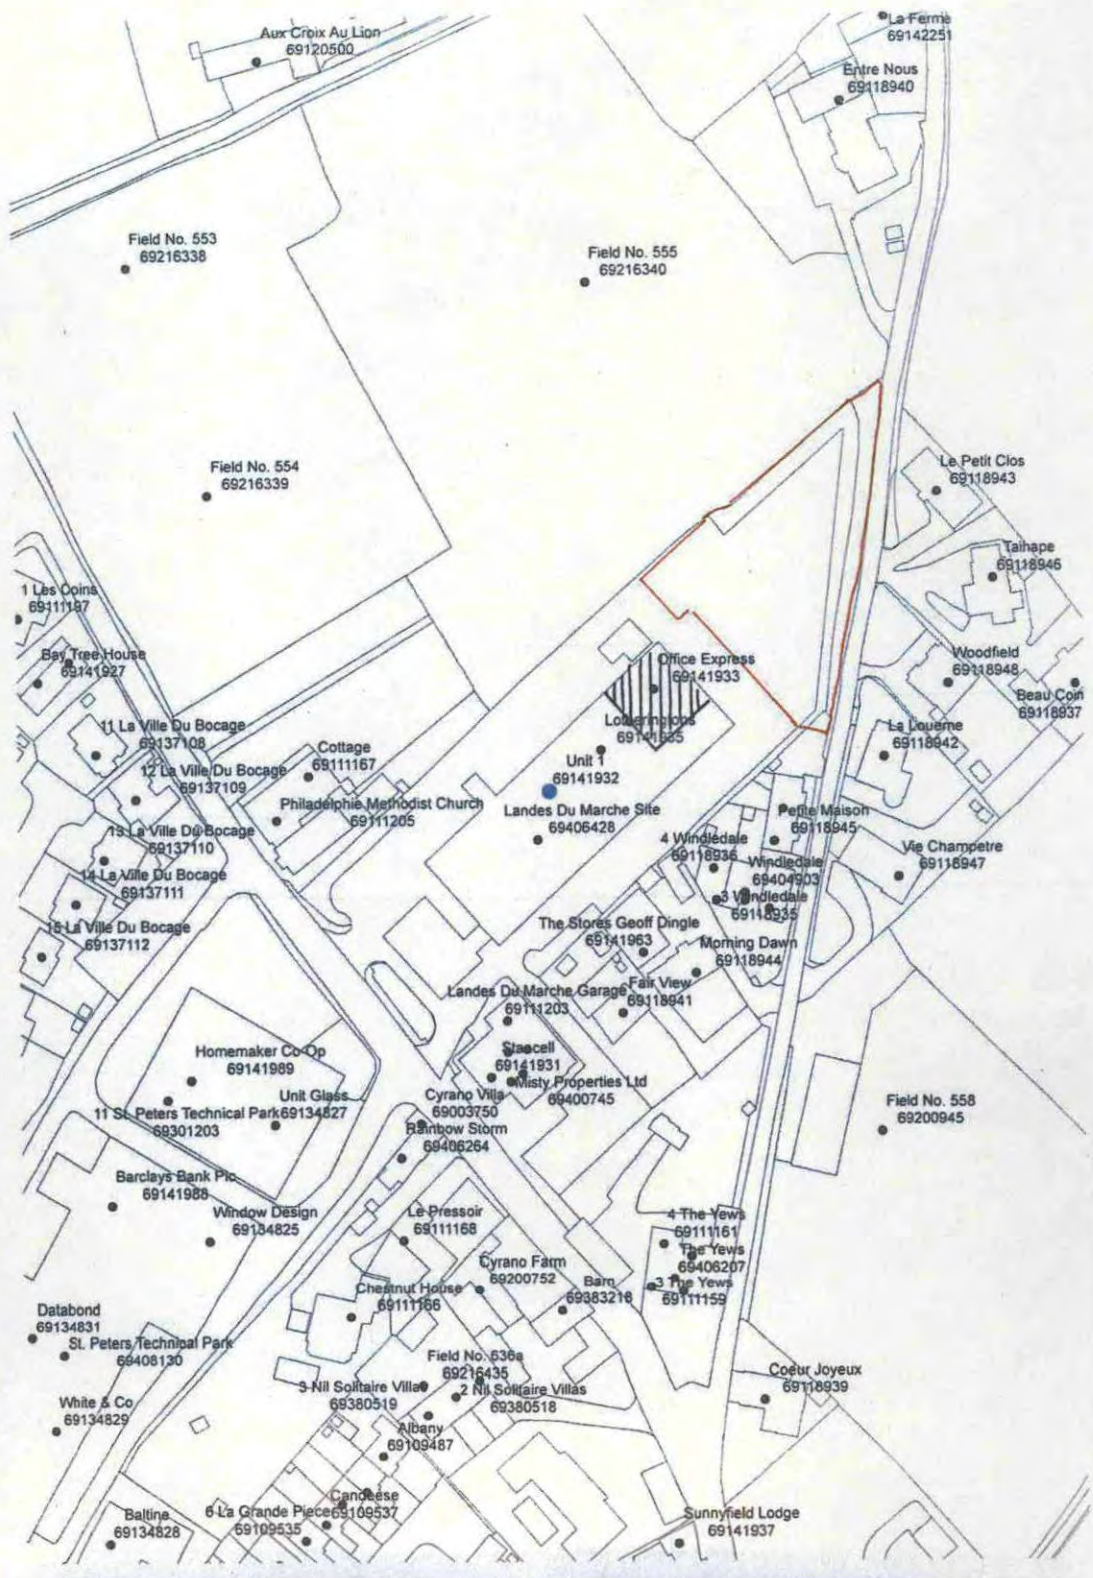 Aux Croix Au Lion
69120500
La Ferme
69142251
Entre Nous
69118940
Field No. 553
69216338
Field No. 555
69216340
Field No. 554
69216339
Le Petit Clos
69118943
Taihape
69118946
1 Les Coins
69111197
Bay Tree House
69141927
Office Express
69141933
Woodfield
69118948
Beau Coin
69118937
11 La Ville Du Bocage
69137108
Cottage
69111167
La Louerne
69118942
12 La Ville Du Bocage
69137109
Unit 1
69141932
Philadelphie Methodist Church
69111205
Landes Du Marche Site
69406428
Petite Maison
69118945
13 La Ville Du Bocage
69137110
4 Windledale
69118936
Vie Champetre
69118947
Windledale
69404903
14 La Ville Du Bocage
69137111
3 Windledale
69118935
15 La Ville Du Bocage
69137112
The Stores Geoff Dingle
69141963
Morning Dawn
69118944
Landes Du Marche Garage
69111203
Fair View
69118941
Homemaker Co-Op
69141989
69141931
Misty Properties Ltd
69400745
Unit Glass
69134827
Cyrano Villa
69003750
11 St. Peters Technical Park
69301203
Rainbow Storm
69406264
Field No. 558
69200945
Barclays Bank Plc
69141988
Window Design
69134825
Le Pressoir
69111168
4 The Yews
69111161
The Yews
69406207
Cyrano Farm
69200752
Chestnut House
69111166
Barn
69383218
3 The Yews
69111159
Databond
69134831
St. Peters Technical Park
69408130
Field No. 636a
69216435
Coeur Joyeux
69118939
3 Nil Solitaire Villas
69380519
2 Nil Solitaire Villas
69380518
White & Co
69134829
Albany
69109487
Candeese
69109537
6 La Grande Piece
69109535
Baltine
69134828
Sunnyfield Lodge
69141937